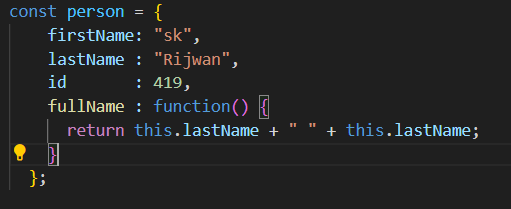 const person = {
firstName: "sk",
lastName : "Rijwan",
id : 419,
fullName : function() {
return this.lastName + " " + this.lastName;
}
};